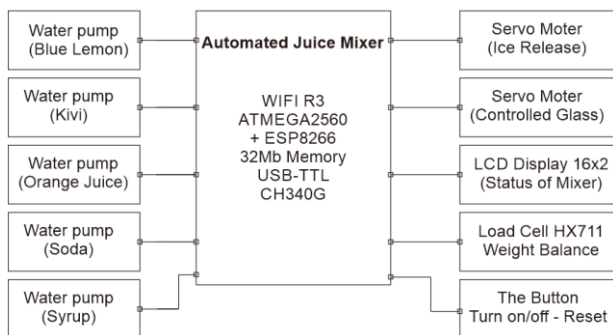 Water pump
(Blue Lemon)
Water pump
(Kivi)
Water pump
(Orange Juice)
Water pump
(Soda)
Water pump
(Syrup)
Automated Juice Mixer
WIFI R3
ATMEGA2560
+ ESP8266
32Mb Memory
USB-TTL
CH340G
Servo Moter
(Ice Release)
Servo Moter
(Controlled Glass)
LCD Display 16x2
(Status of Mixer)
Load Cell HX711
Weight Balance
The Button
Turn on/off - Reset